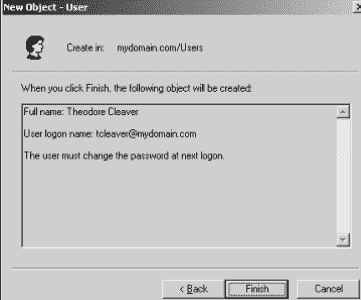 New Object - User
Create in: mydomain.com/Users
When you click Finish, the following object will be created:
Full name: Theodore Cleaver
User logon name: tcleaver@mydomain.com
The user must change the password at next logon.
< Back Finish Cancel